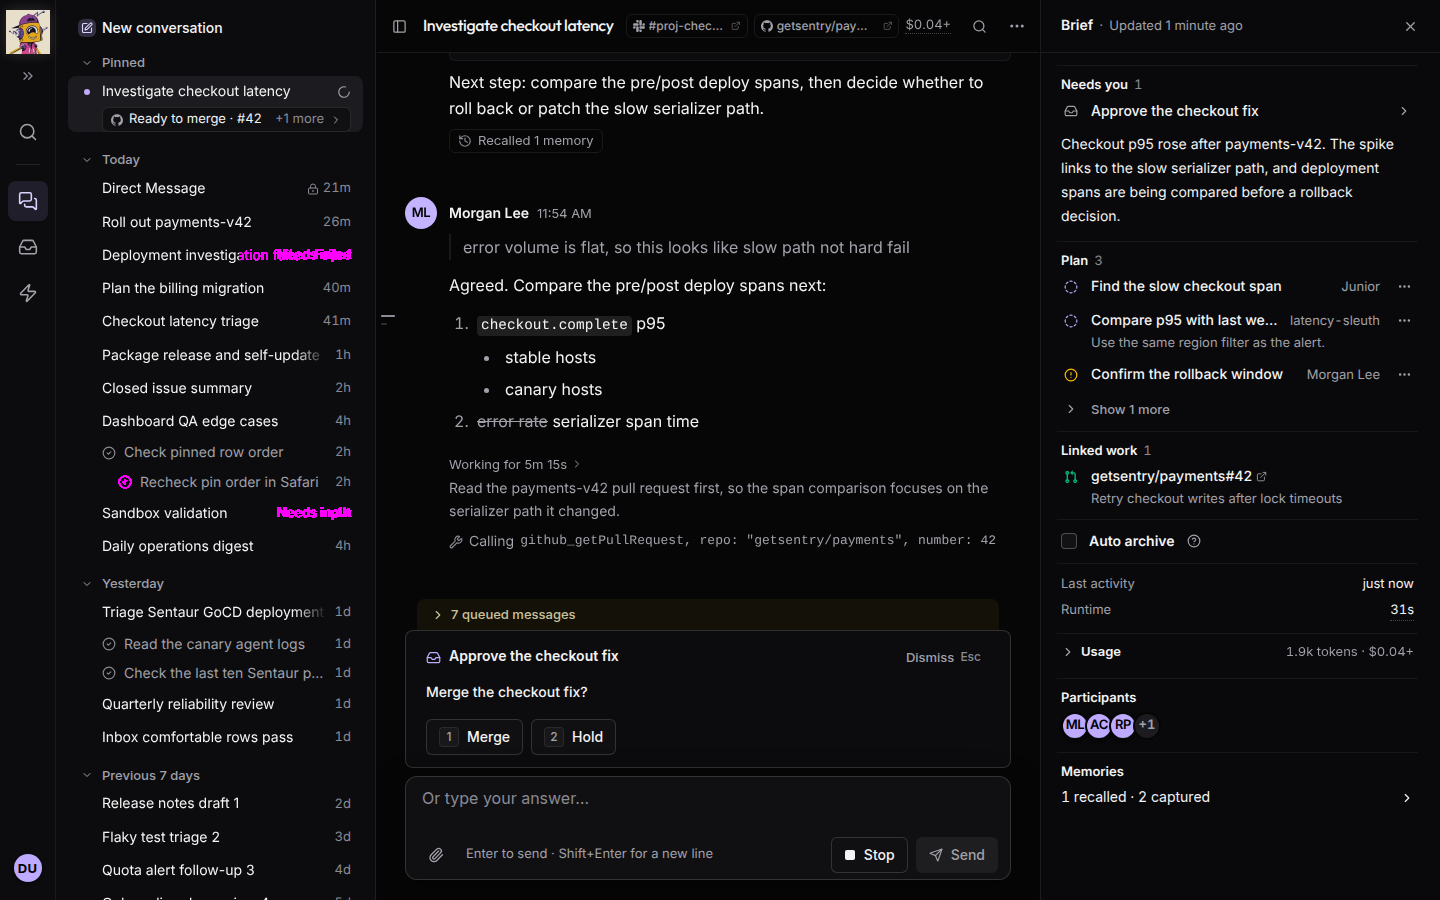 New conversation
Pinned
Investigate checkout latency
Ready to merge · #42 +1 more
Today
Direct Message 21m
Roll out payments-v42 26m
Deployment investigation
Plan the billing migration 40m
Checkout latency triage 41m
Package release and self-update 1h
Closed issue summary 2h
Dashboard QA edge cases 4h
Check pinned row order 2h
Recheck pin order in Safari 2h
Sandbox validation Needs input
Daily operations digest 4h
Yesterday
Triage Sentaur GoCD deployment 1d
Read the canary agent logs 1d
Check the last ten Sentaur p... 1d
Quarterly reliability review 1d
Inbox comfortable rows pass 1d
Previous 7 days
Release notes draft 1 2d
Flaky test triage 2 3d
Quota alert follow-up 3 4d
DU
Investigate checkout latency #proj-chec... getsentry/pay... $0.04+
Next step: compare the pre/post deploy spans, then decide whether to
roll back or patch the slow serializer path.
Recalled 1 memory
ML Morgan Lee 11:54 AM
error volume is flat, so this looks like slow path not hard fail
Agreed. Compare the pre/post deploy spans next:
1. checkout.complete p95
• stable hosts
• canary hosts
2. error rate serializer span time
Working for 5m 15s
Read the payments-v42 pull request first, so the span comparison focuses on the
serializer path it changed.
Calling github_getPullRequest, repo: "getsentry/payments", number: 42
7 queued messages
Approve the checkout fix Dismiss Esc
Merge the checkout fix?
1 Merge 2 Hold
Or type your answer...
Enter to send · Shift+Enter for a new line Stop Send
Brief · Updated 1 minute ago
Needs you 1
Approve the checkout fix
Checkout p95 rose after payments-v42. The spike
links to the slow serializer path, and deployment
spans are being compared before a rollback
decision.
Plan 3
Find the slow checkout span Junior
Compare p95 with last we... latency-sleuth
Use the same region filter as the alert.
Confirm the rollback window Morgan Lee
Show 1 more
Linked work 1
getsentry/payments#42
Retry checkout writes after lock timeouts
Auto archive
Last activity just now
Runtime 31s
Usage 1.9k tokens · $0.04+
Participants
ML AC RP +1
Memories
1 recalled · 2 captured